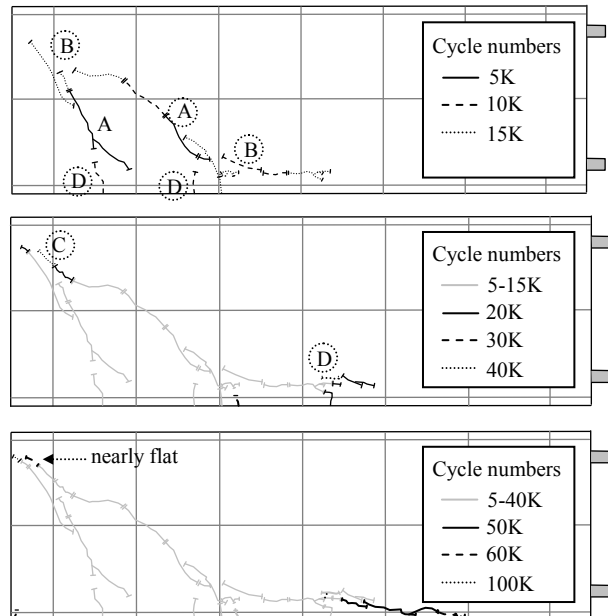 B
Cycle numbers
5K
10K
15K
A
A
B
D
D
C
Cycle numbers
5-15K
20K
30K
40K
D
nearly flat
Cycle numbers
5-40K
50K
60K
100K